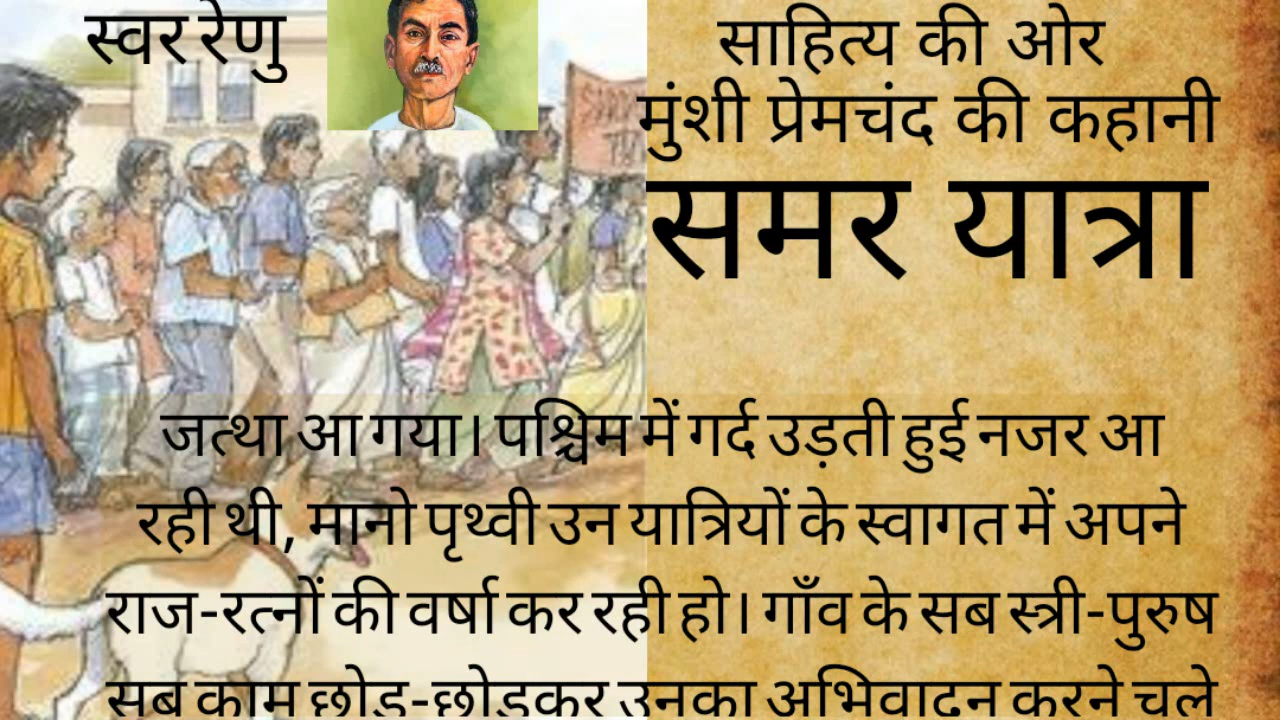 स्वर रेणु
साहित्य की ओर
मुंशी प्रेमचंद की कहानी
समर यात्रा
जत्था आ गया। पश्चिम में गर्द उड़ती हुई नजर आ
रही थी, मानो पृथ्वी उन यात्रियों के स्वागत में अपने
राज-रत्नों की वर्षा कर रही हो। गाँव के सब स्त्री-पुरुष
सब काम छोड़-छोड़कर उनका अभिवादन करने चले